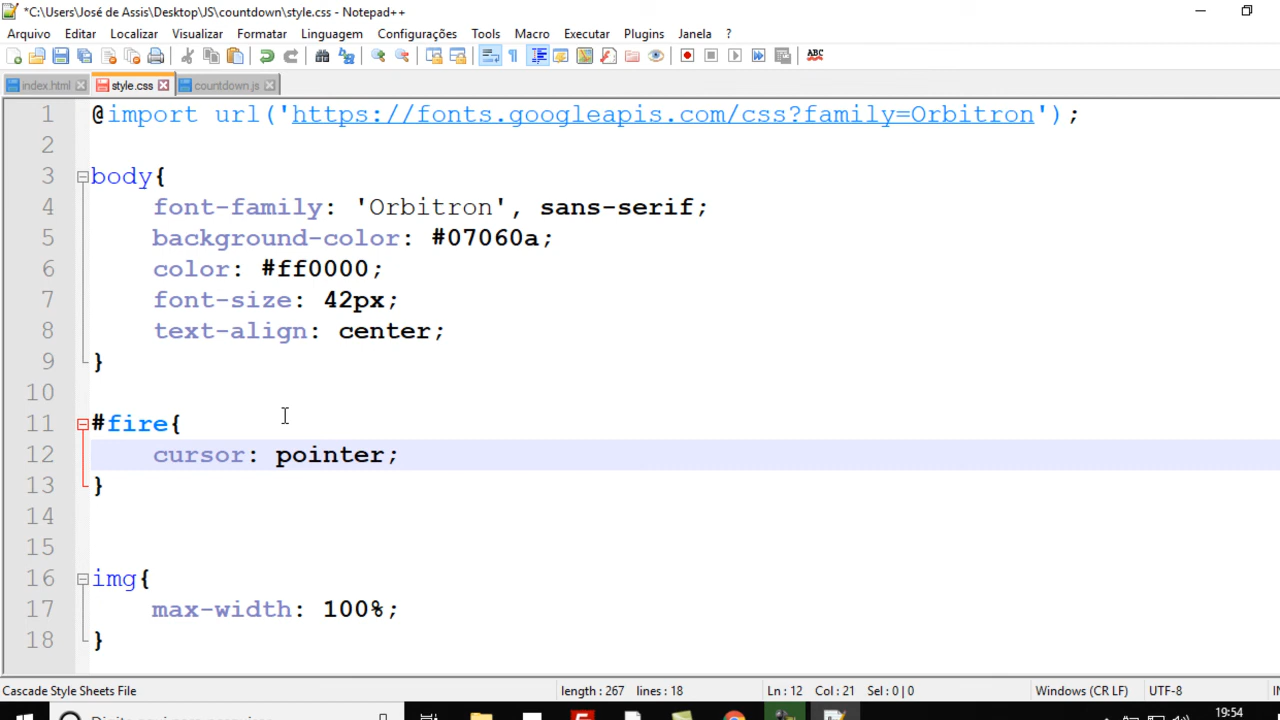 *C:\Users\José de Assis\Desktop\JS\countdown\style.css - Notepad++
Arquivo Editar Localizar Visualizar Formatar Linguagem Configurações Tools Macro Executar Plugins Janela ?
ABC
index.html style.css countdown.js
1 @import url('https://fonts.googleapis.com/css?family=Orbitron');
2
3 body{
4 font-family: 'Orbitron', sans-serif;
5 background-color: #07060a;
6 color: #ff0000;
7 font-size: 42px;
8 text-align: center;
9 }
10
11 #fire{
12 cursor: pointer;
13 }
14
15
16 img{
17 max-width: 100%;
18 }
Cascade Style Sheets File length : 267 lines : 18 Ln : 12 Col : 21 Sel : 0 | 0 Windows (CR LF) UTF-8
19:54